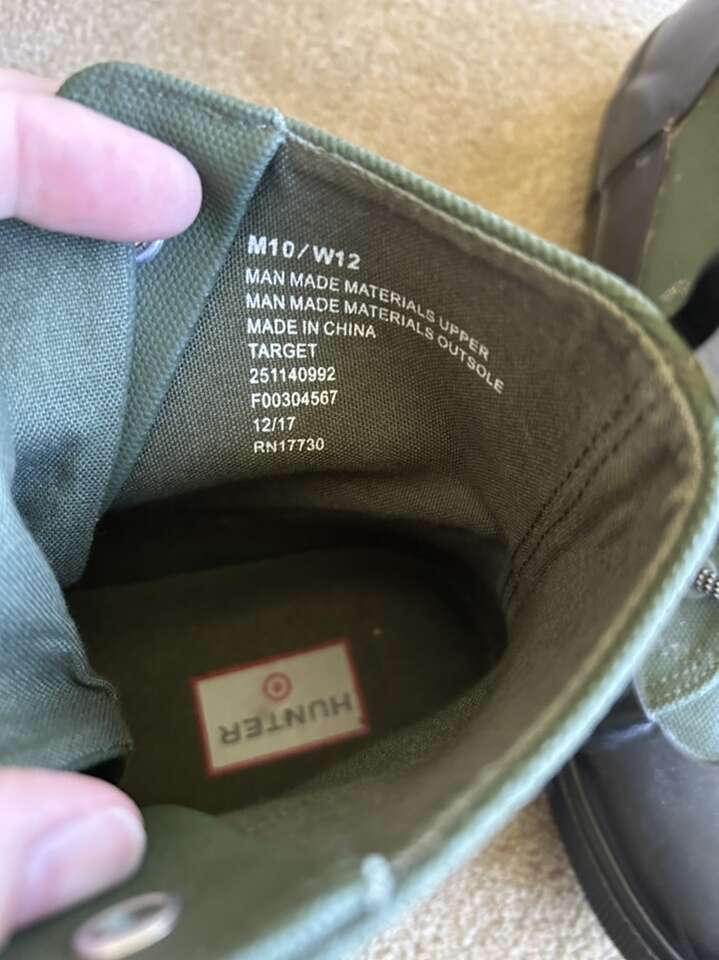 M10/W12
MAN MADE MATERIALS UPPER
MAN MADE MATERIALS OUTSOLE
MADE IN CHINA
TARGET
251140992
F00304567
12/17
RN17730
HUNTER